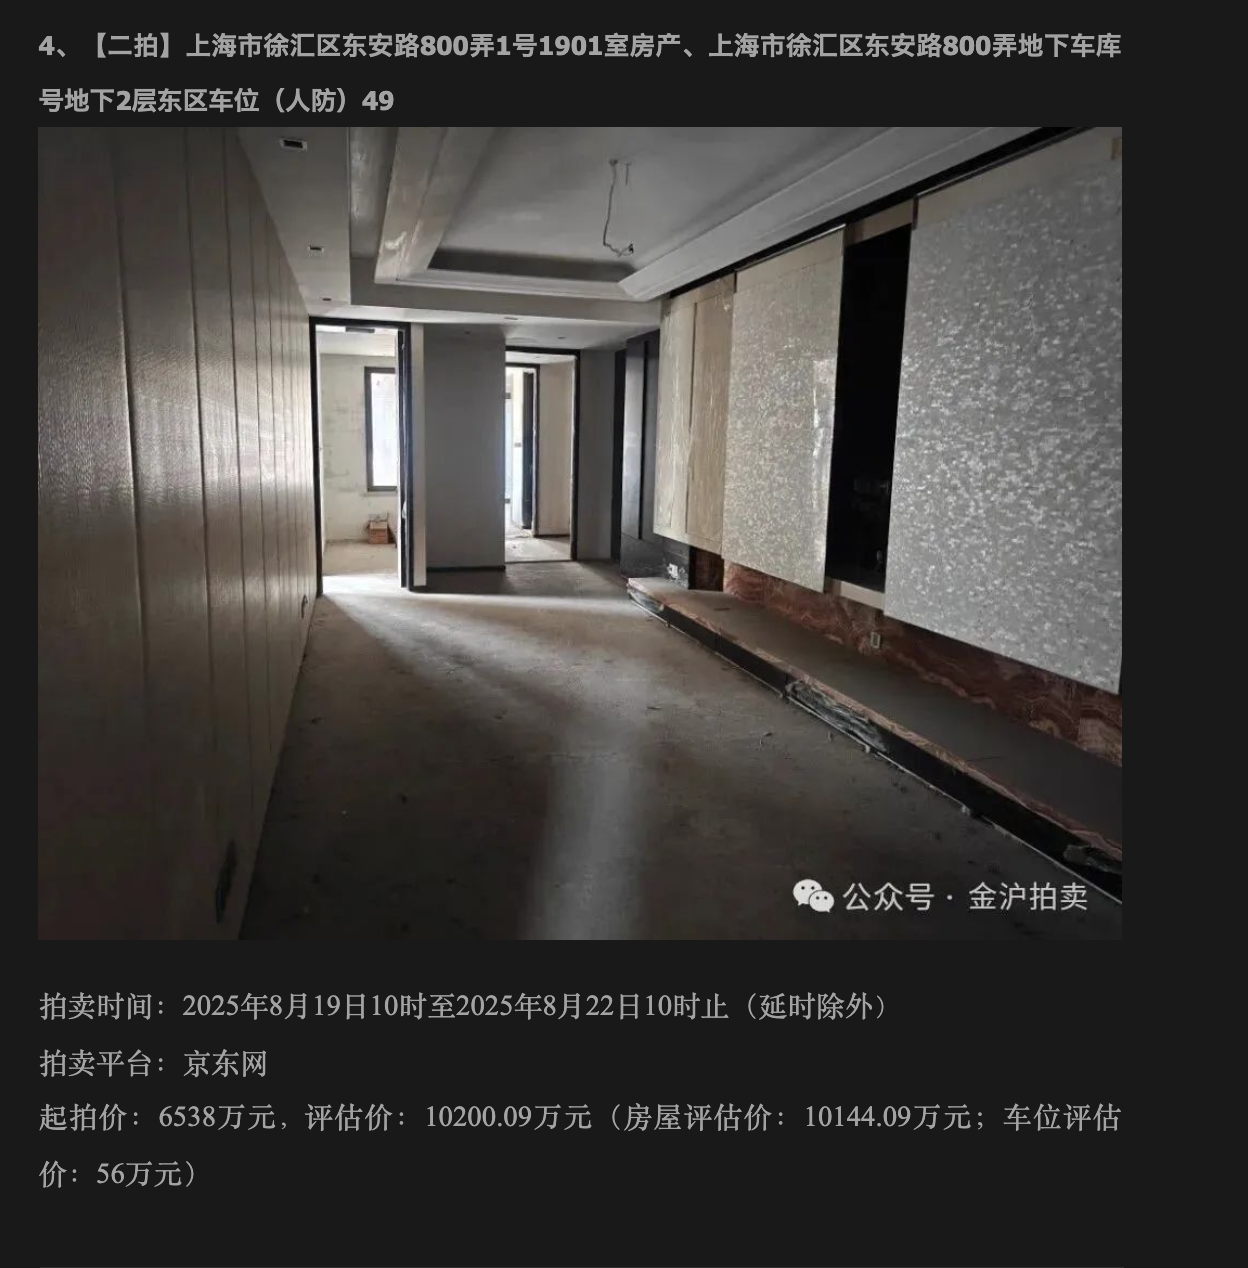 4、【二拍】上海市徐汇区东安路800弄1号1901室房产、上海市徐汇区东安路800弄地下车库
号地下2层东区车位（人防）49
公众号 · 金沪拍卖
拍卖时间：2025年8月19日10时至2025年8月22日10时止（延时除外）
拍卖平台：京东网
起拍价：6538万元，评估价：10200.09万元（房屋评估价：10144.09万元；车位评估
价：56万元）